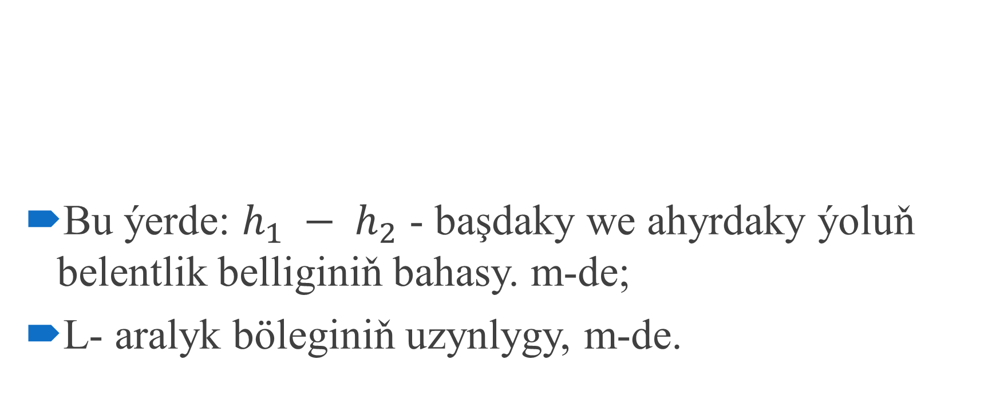 Bu ýerde: h₁ − h₂ - başdaky we ahyrdaky ýoluň
belentlik belliginiň bahasy. m-de;
L- aralyk böleginiň uzynlygy, m-de.